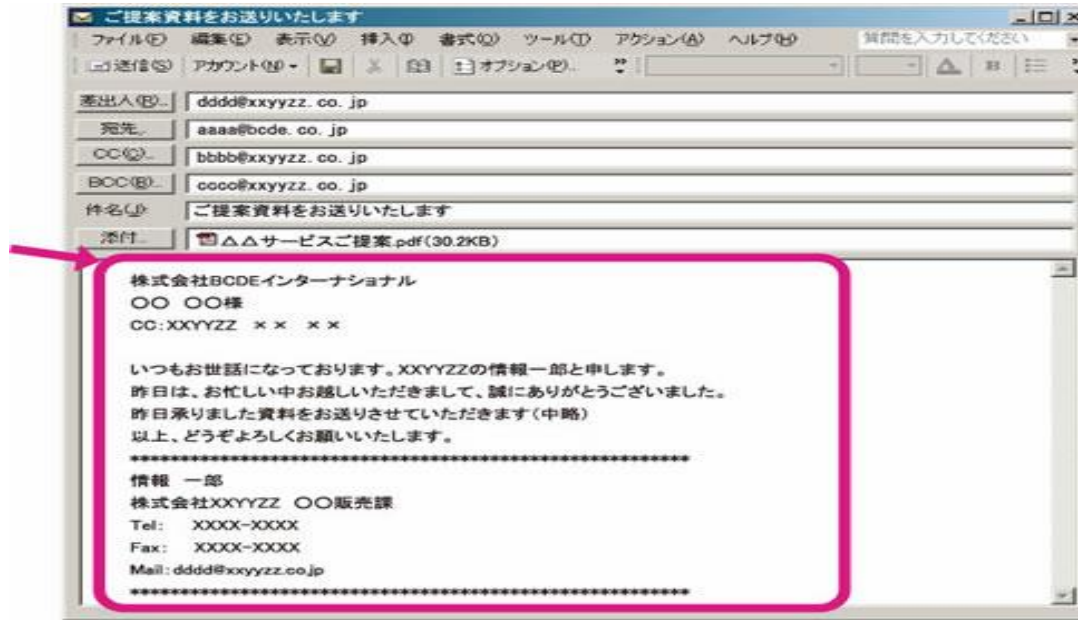 ご提案資料をお送りいたします
ファイル(F) 編集(E) 表示(V) 挿入(I) 書式(O) ツール(T) アクション(A) ヘルプ(H) 質問を入力してください
送信(S) アカウント(N) オプション(P)...
差出人(R)... dddd@xxyyzz.co.jp
宛先... aaaa@bcde.co.jp
CC(C)... bbbb@xxyyzz.co.jp
BCC(B)... cccc@xxyyzz.co.jp
件名(J): ご提案資料をお送りいたします
添付... △△サービスご提案.pdf(30.2KB)
株式会社BCDEインターナショナル
○○ ○○様
CC:XXYYZZ ×× ××
いつもお世話になっております。XXYYZZの情報一郎と申します。
昨日は、お忙しい中お越しいただきまして、誠にありがとうございました。
昨日承りました資料をお送りさせていただきます(中略)
以上、どうぞよろしくお願いいたします。
********************************************************
情報 一郎
株式会社XXYYZZ ○○販売課
Tel: XXXX-XXXX
Fax: XXXX-XXXX
Mail:dddd@xxyyzz.co.jp
********************************************************